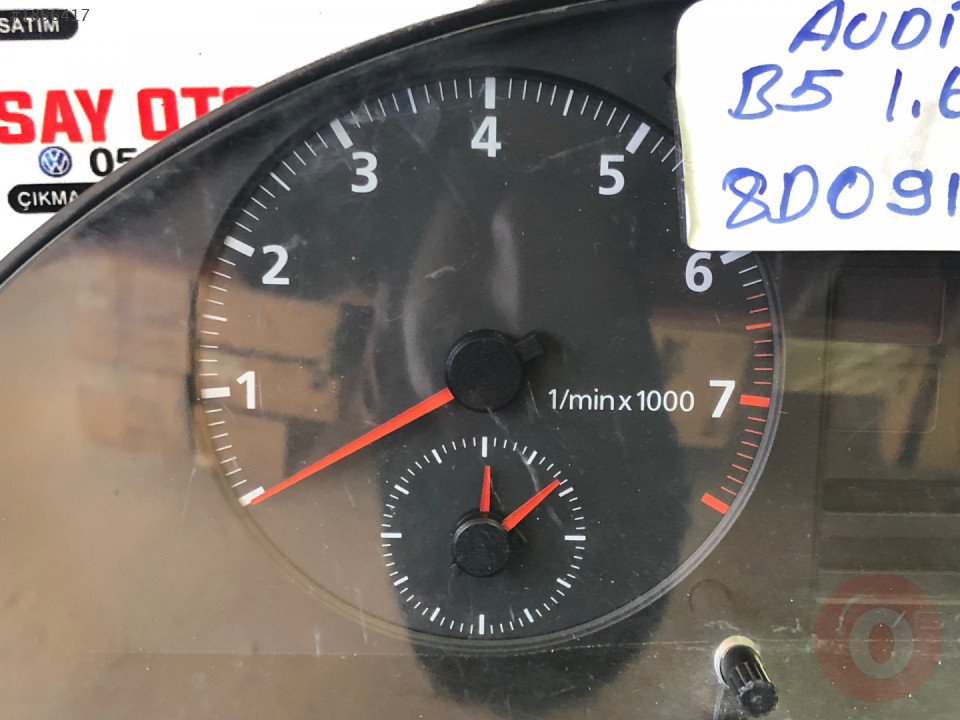 #1856417
SATIM
SAY OTO
05
ÇIKMA
AUDİ
B5 1.6
8D091
1
2
3
4
5
6
7
1/min x 1000